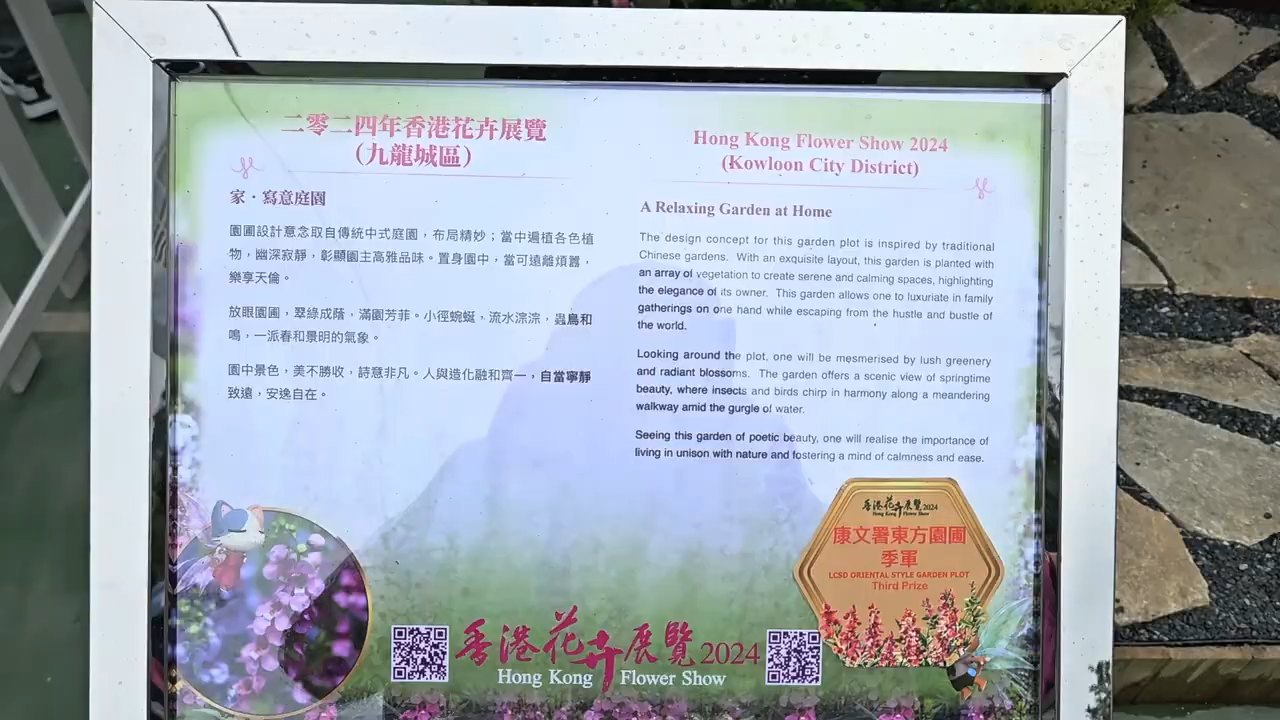 二零二四年香港花卉展覽
（九龍城區）
家·寫意庭園
園圃設計意念取自傳統中式庭園，布局精妙；當中遍植各色植
物，幽深寂靜，彰顯園主高雅品味。置身園中，當可遠離煩囂，
樂享天倫。
放眼園圃，翠綠成蔭，滿園芳菲。小徑蜿蜒，流水淙淙，蟲鳥和
鳴，一派春和景明的氣象。
園中景色，美不勝收，詩意非凡。人與造化融和齊一，自當寧靜
致遠，安逸自在。
Hong Kong Flower Show 2024
(Kowloon City District)
A Relaxing Garden at Home
The design concept for this garden plot is inspired by traditional
Chinese gardens. With an exquisite layout, this garden is planted with
an array of vegetation to create serene and calming spaces, highlighting
the elegance of its owner. This garden allows one to luxuriate in family
gatherings on one hand while escaping from the hustle and bustle of
the world.
Looking around the plot, one will be mesmerised by lush greenery
and radiant blossoms. The garden offers a scenic view of springtime
beauty, where insects and birds chirp in harmony along a meandering
walkway amid the gurgle of water.
Seeing this garden of poetic beauty, one will realise the importance of
living in unison with nature and fostering a mind of calmness and ease.
香港花卉展覽2024
Hong Kong Flower Show
康文署東方園圃
季軍
LCSD ORIENTAL STYLE GARDEN PLOT
Third Prize
香港花卉展覽2024
Hong Kong Flower Show